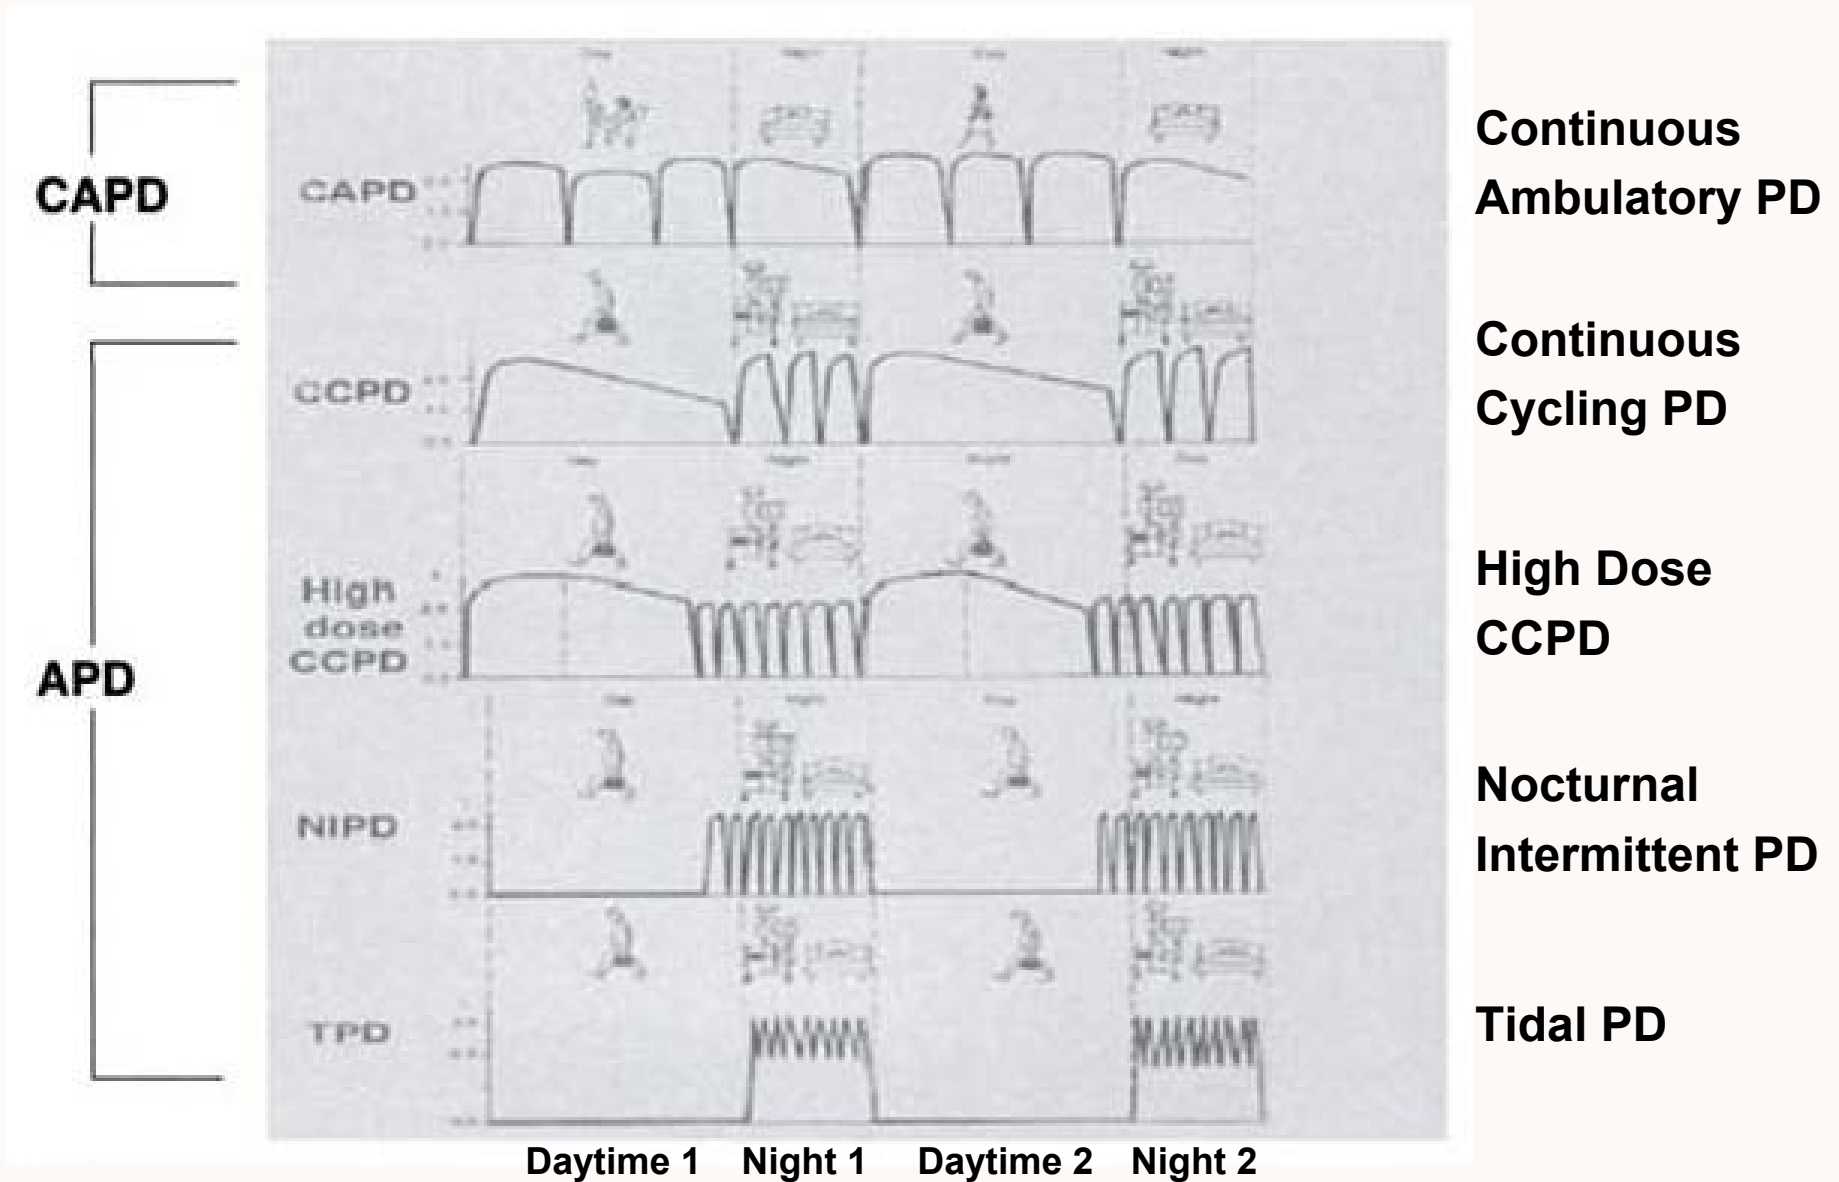 CAPD
CAPD
Continuous
Ambulatory PD
CCPD
Continuous
Cycling PD
High
dose
CCPD
High Dose
CCPD
APD
NIPD
Nocturnal
Intermittent PD
TPD
Tidal PD
Daytime 1 Night 1 Daytime 2 Night 2